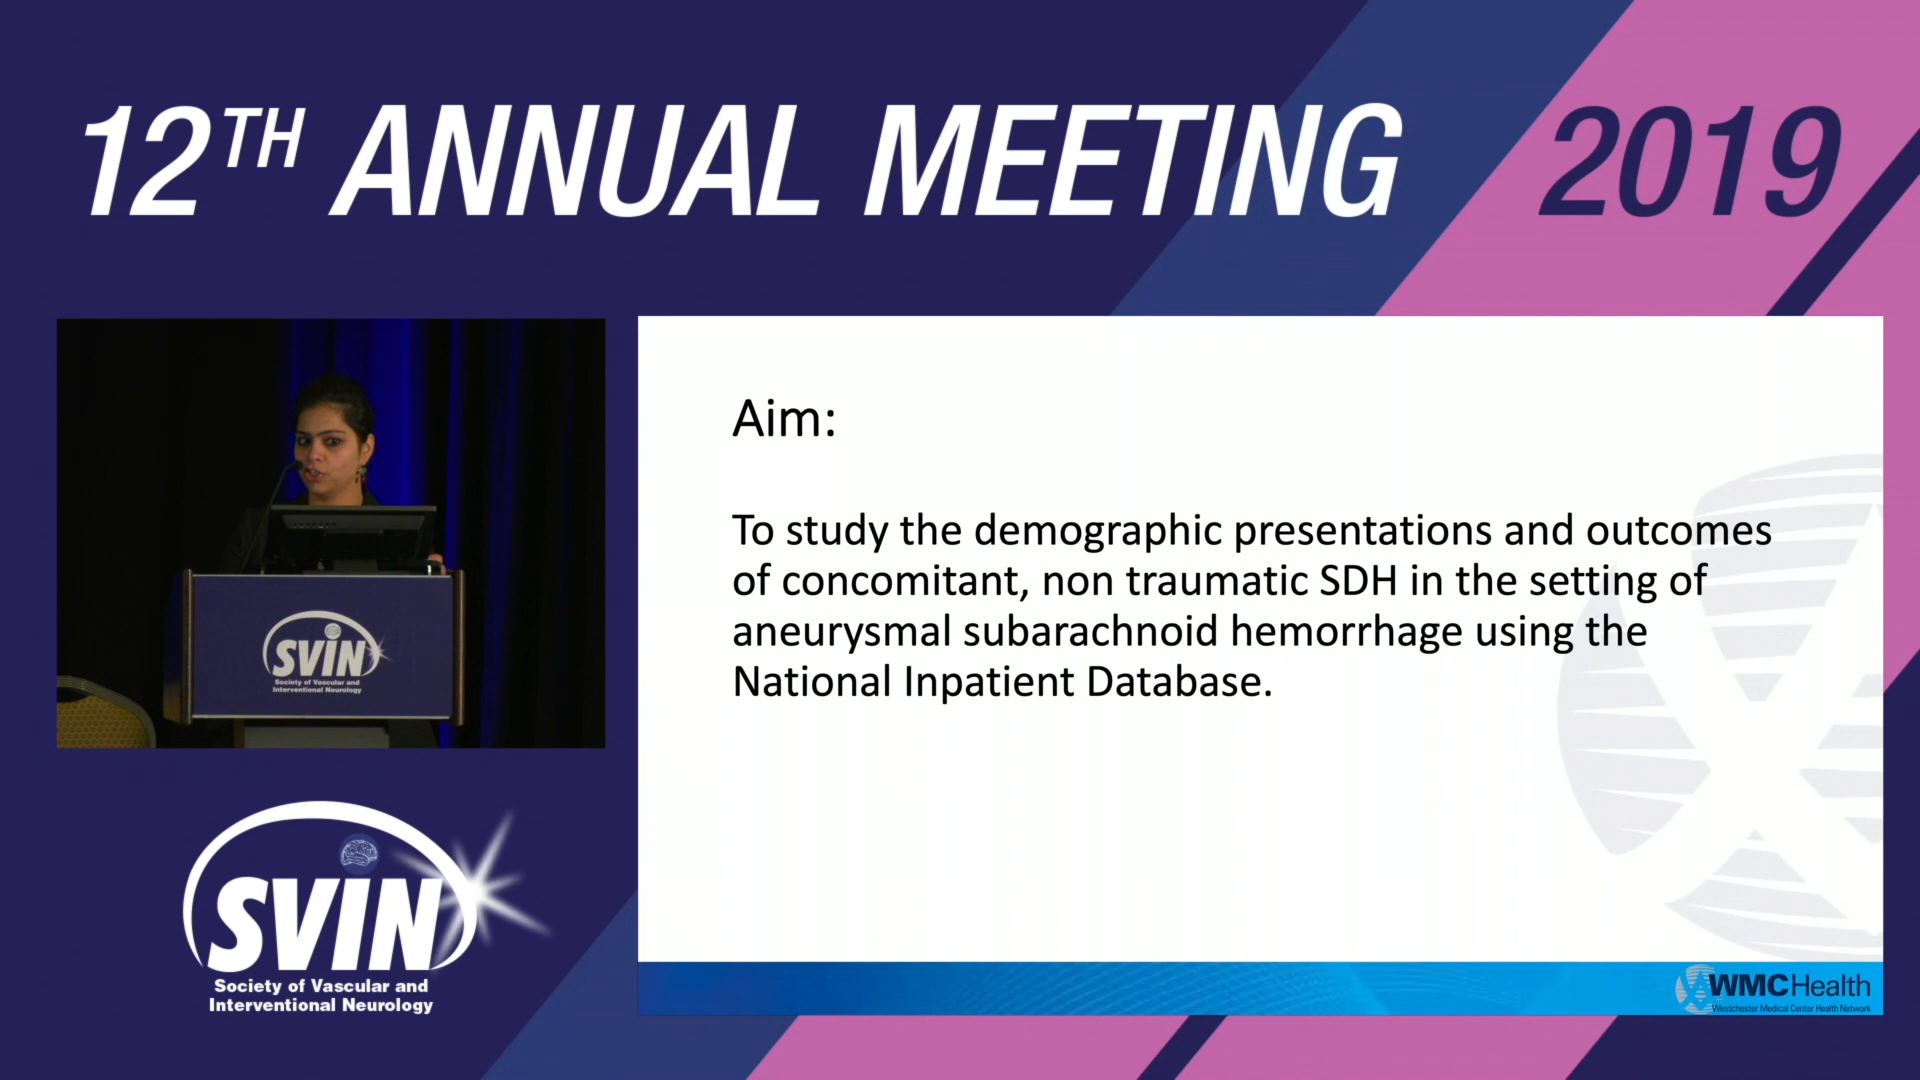 12TH ANNUAL MEETING 2019
SVIN
Society of Vascular and
Interventional Neurology
SVIN
Society of Vascular and
Interventional Neurology
Aim:
To study the demographic presentations and outcomes
of concomitant, non traumatic SDH in the setting of
aneurysmal subarachnoid hemorrhage using the
National Inpatient Database.
WMCHealth
Westchester Medical Center Health Network